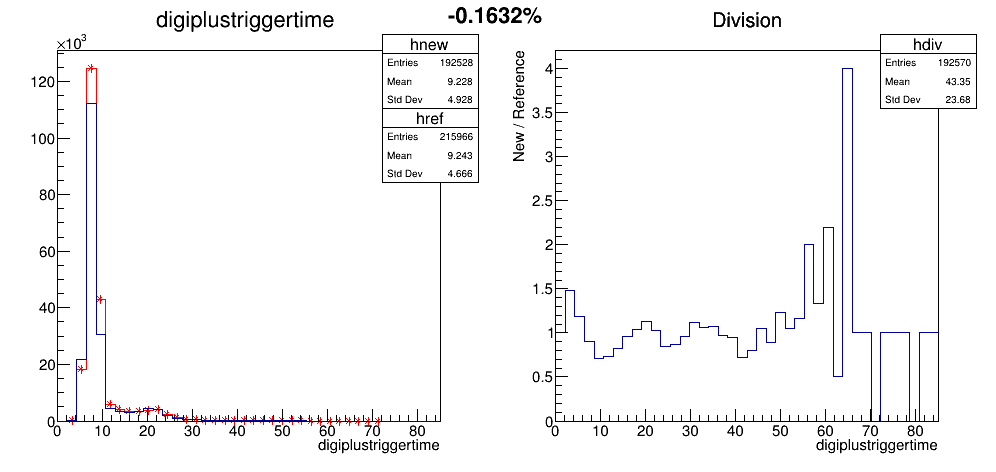 -0.1632%
digiplustriggertime
×10³
hnew
Entries 192528
Mean 9.228
Std Dev 4.928
href
Entries 215966
Mean 9.243
Std Dev 4.666
120
100
80
60
40
20
0
0 10 20 30 40 50 60 70 80
digiplustriggertime
Division
hdiv
Entries 192570
Mean 43.35
Std Dev 23.68
New / Reference
4
3.5
3
2.5
2
1.5
1
0.5
0
0 10 20 30 40 50 60 70 80
digiplustriggertime